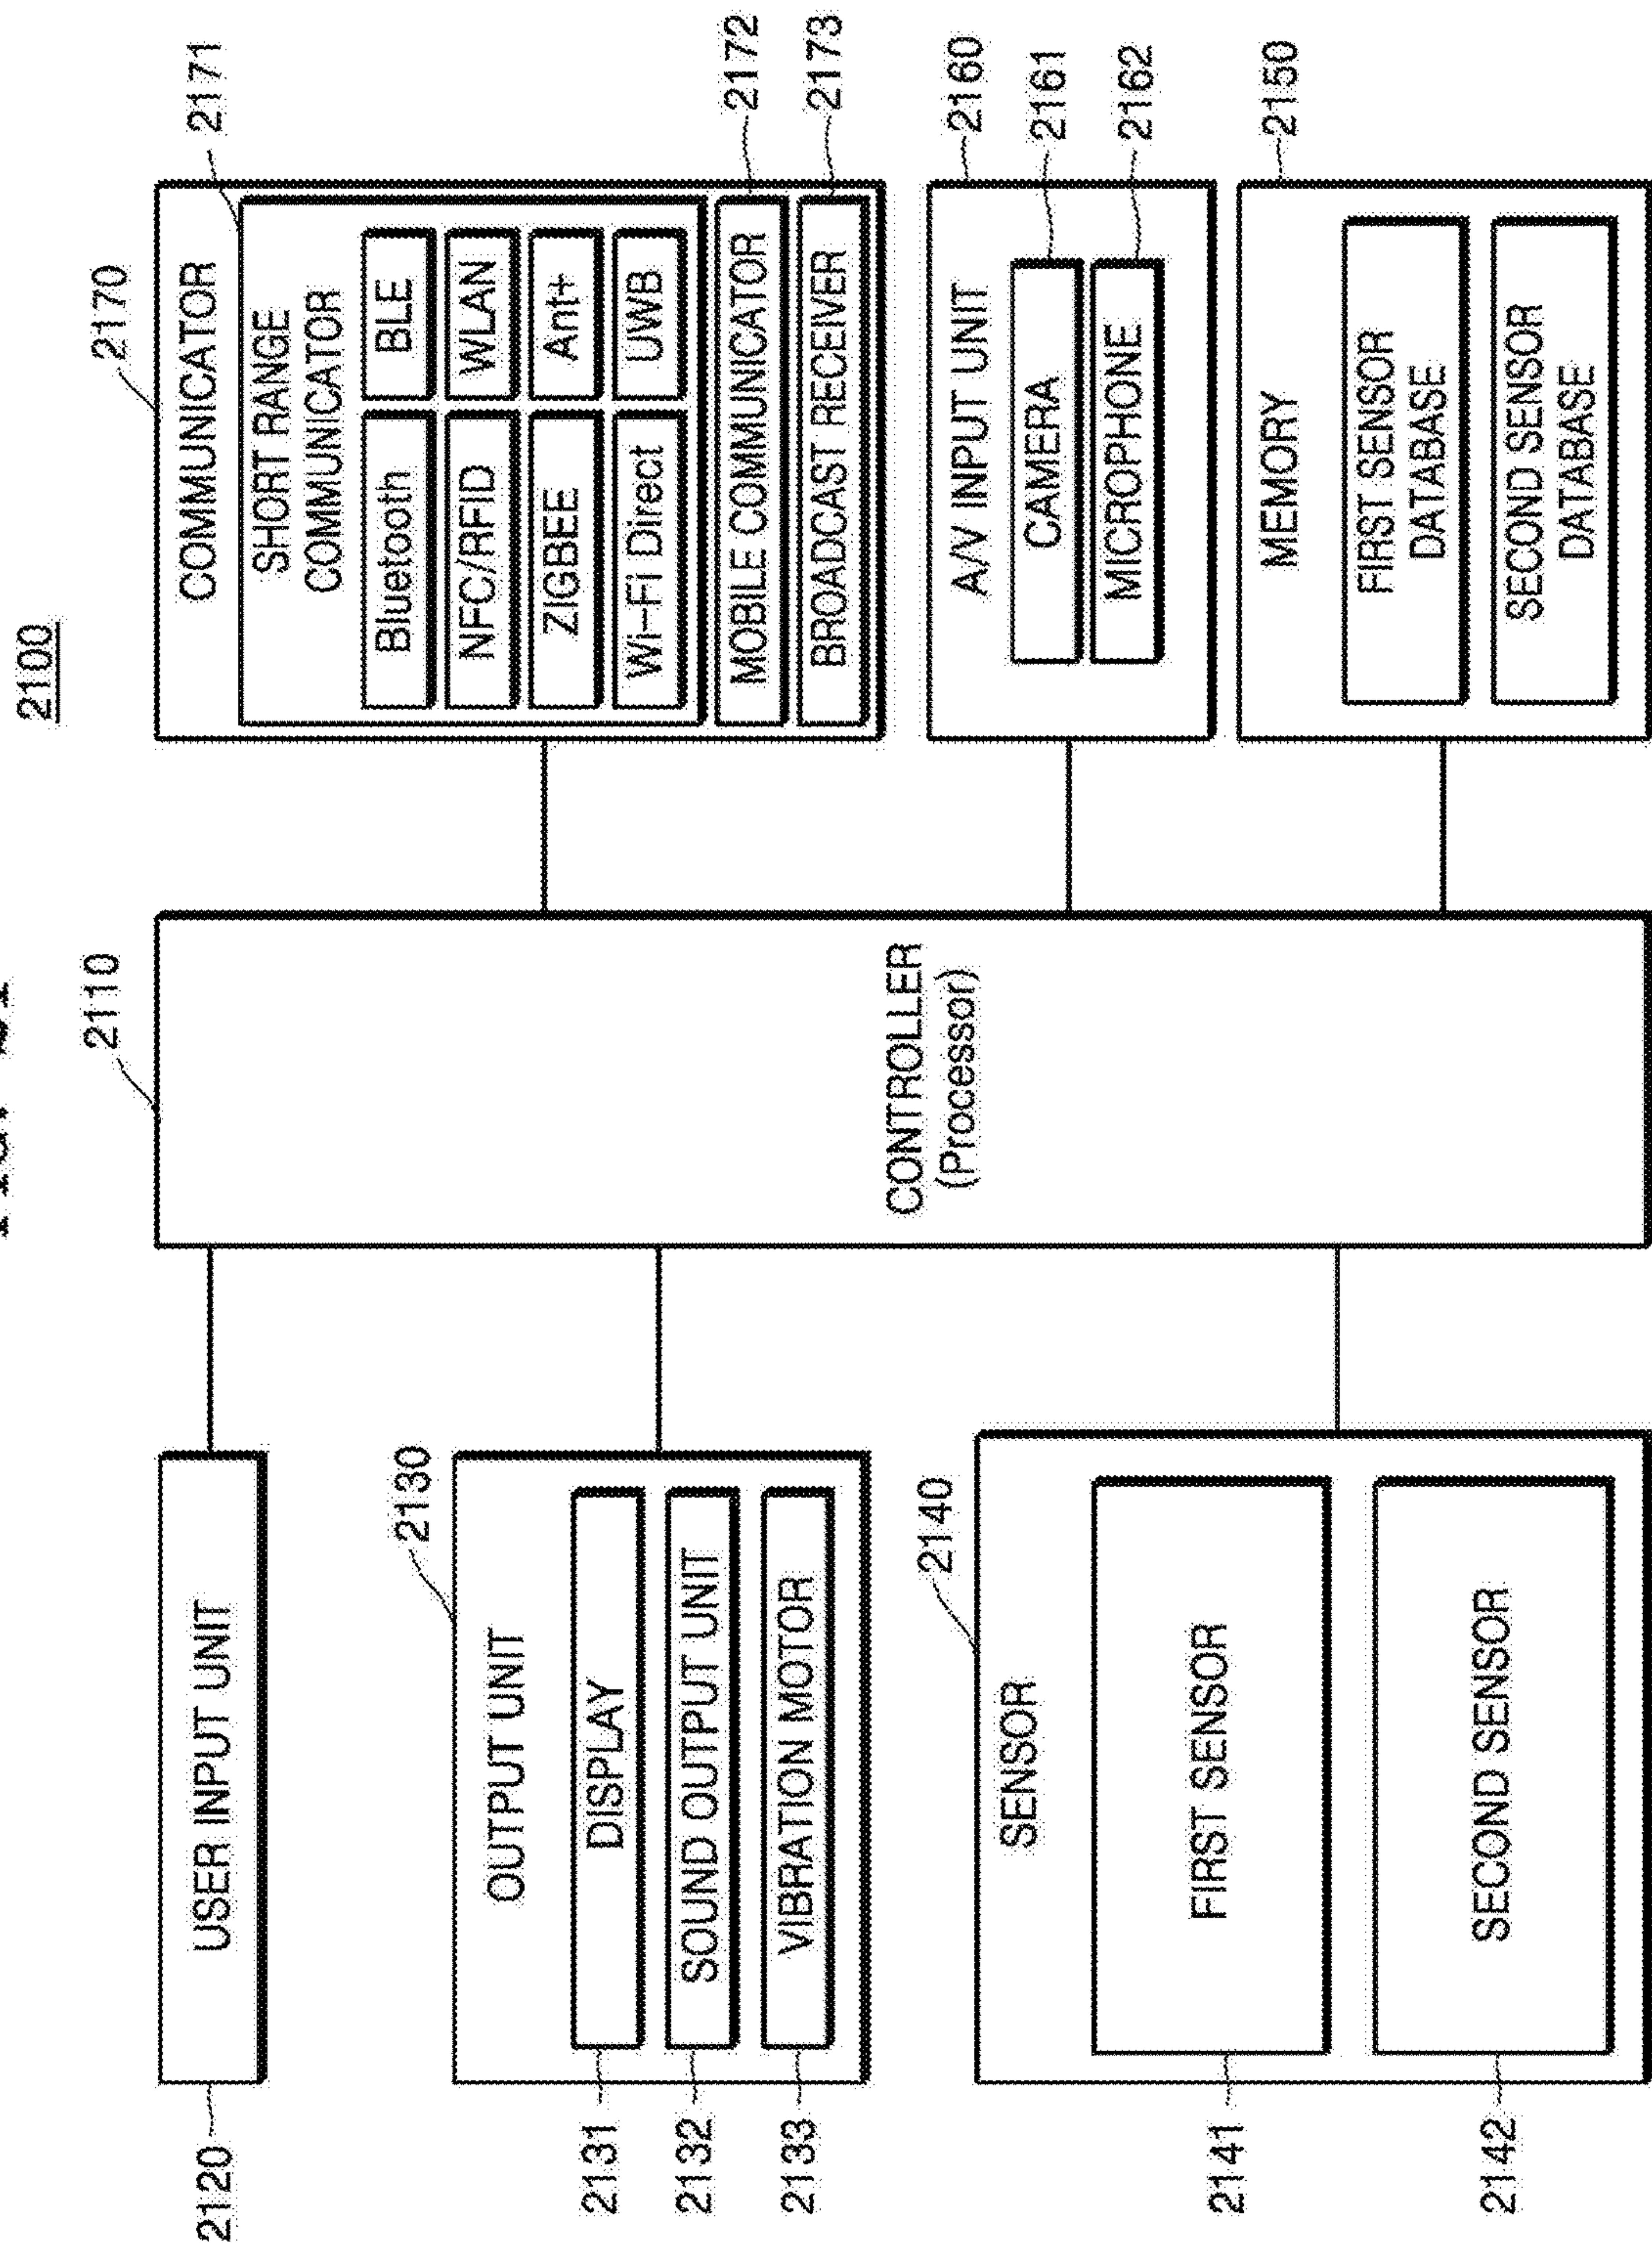 2100
2110
2120
USER INPUT UNIT
2130
OUTPUT UNIT
2131
DISPLAY
2132
SOUND OUTPUT UNIT
2133
VIBRATION MOTOR
2140
SENSOR
2141
FIRST SENSOR
2142
SECOND SENSOR
CONTROLLER
(Processor)
2170
COMMUNICATOR
2171
SHORT RANGE
COMMUNICATOR
Bluetooth
BLE
NFC/RFID
WLAN
ZIGBEE
Ant+
Wi-Fi Direct
UWB
MOBILE COMMUNICATOR
2172
BROADCAST RECEIVER
2173
2160
A/V INPUT UNIT
CAMERA
2161
MICROPHONE
2162
2150
MEMORY
FIRST SENSOR
DATABASE
SECOND SENSOR
DATABASE